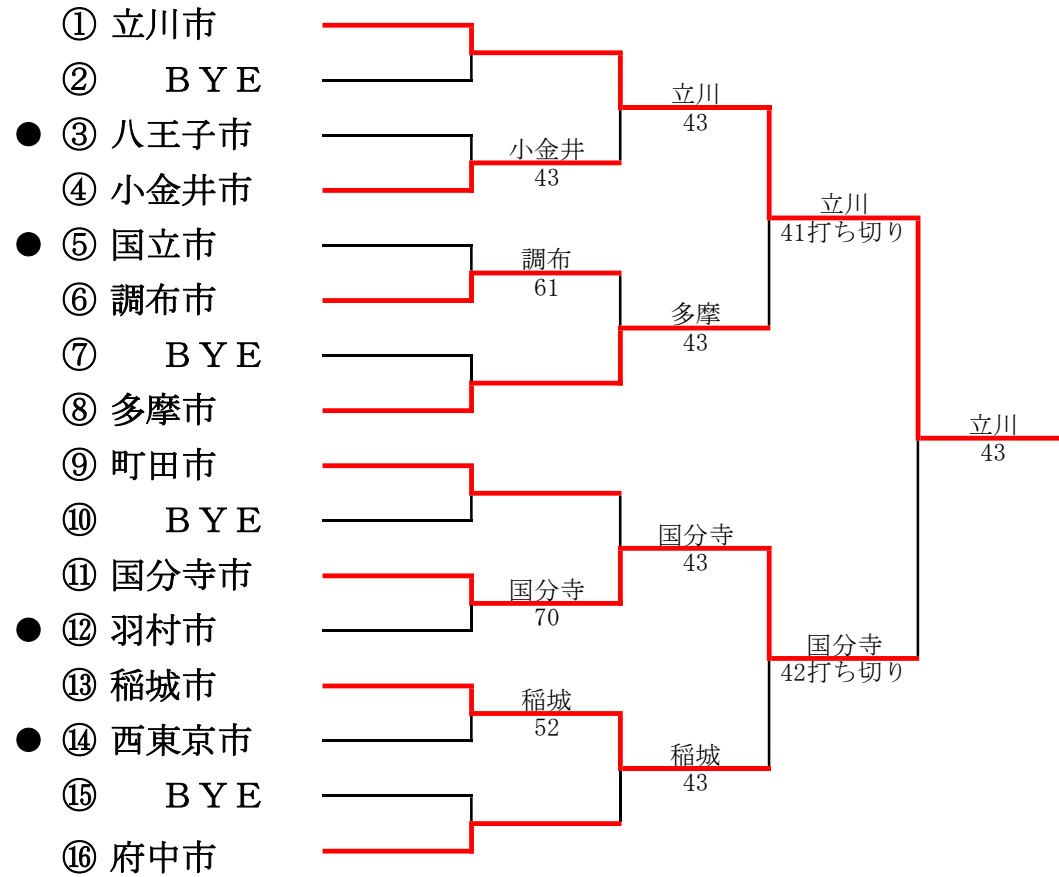 ① 立川市
② ＢＹＥ
● ③ 八王子市
④ 小金井市
● ⑤ 国立市
⑥ 調布市
⑦ ＢＹＥ
⑧ 多摩市
⑨ 町田市
⑩ ＢＹＥ
⑪ 国分寺市
● ⑫ 羽村市
⑬ 稲城市
● ⑭ 西東京市
⑮ ＢＹＥ
⑯ 府中市
小金井
43
調布
61
国分寺
70
稲城
52
立川
43
多摩
43
国分寺
43
稲城
43
立川
41打ち切り
国分寺
42打ち切り
立川
43